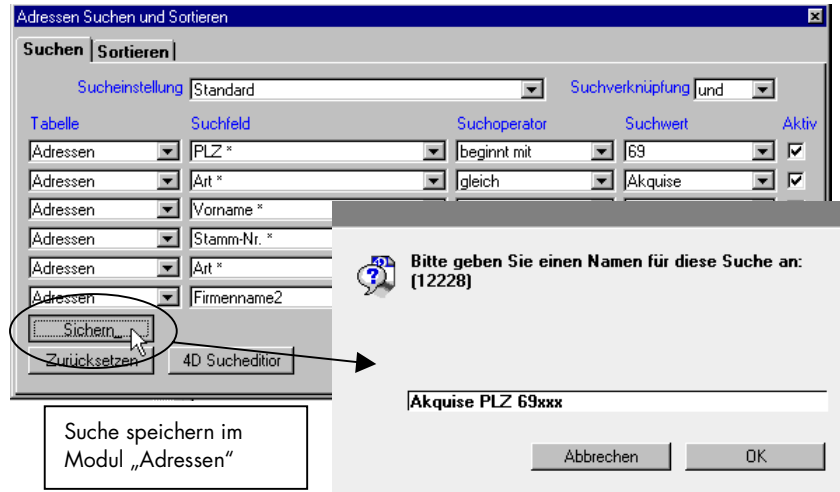 Adressen Suchen und Sortieren
Suchen Sortieren
Sucheinstellung Standard Suchverknüpfung und
Tabelle Suchfeld Suchoperator Suchwert Aktiv
Adressen PLZ * beginnt mit 69
Adressen Art * gleich Akquise
Adressen Vorname *
Adressen Stamm-Nr. *
Adressen Art *
Adressen Firmenname2
Sichern...
Zurücksetzen 4D Sucheditior
Bitte geben Sie einen Namen für diese Suche an:
(12228)
Akquise PLZ 69xxx
Abbrechen OK
Suche speichern im
Modul „Adressen“